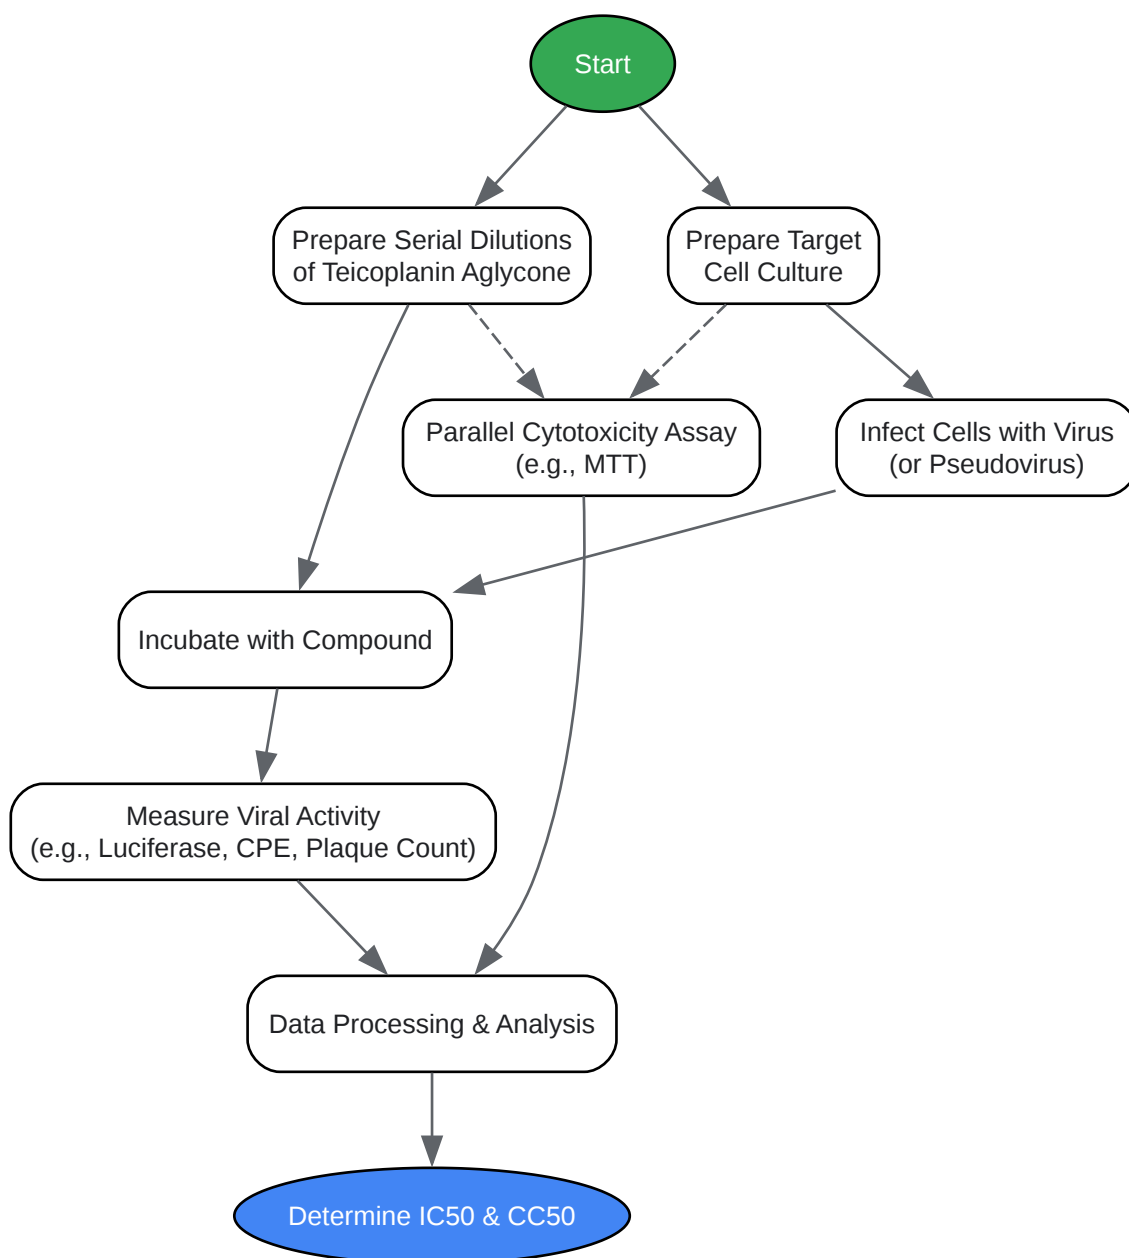 Start
Prepare Serial Dilutions
of Teicoplanin Aglycone
Prepare Target
Cell Culture
Parallel Cytotoxicity Assay
(e.g., MTT)
Infect Cells with Virus
(or Pseudovirus)
Incubate with Compound
Measure Viral Activity
(e.g., Luciferase, CPE, Plaque Count)
Data Processing & Analysis
Determine IC50 & CC50